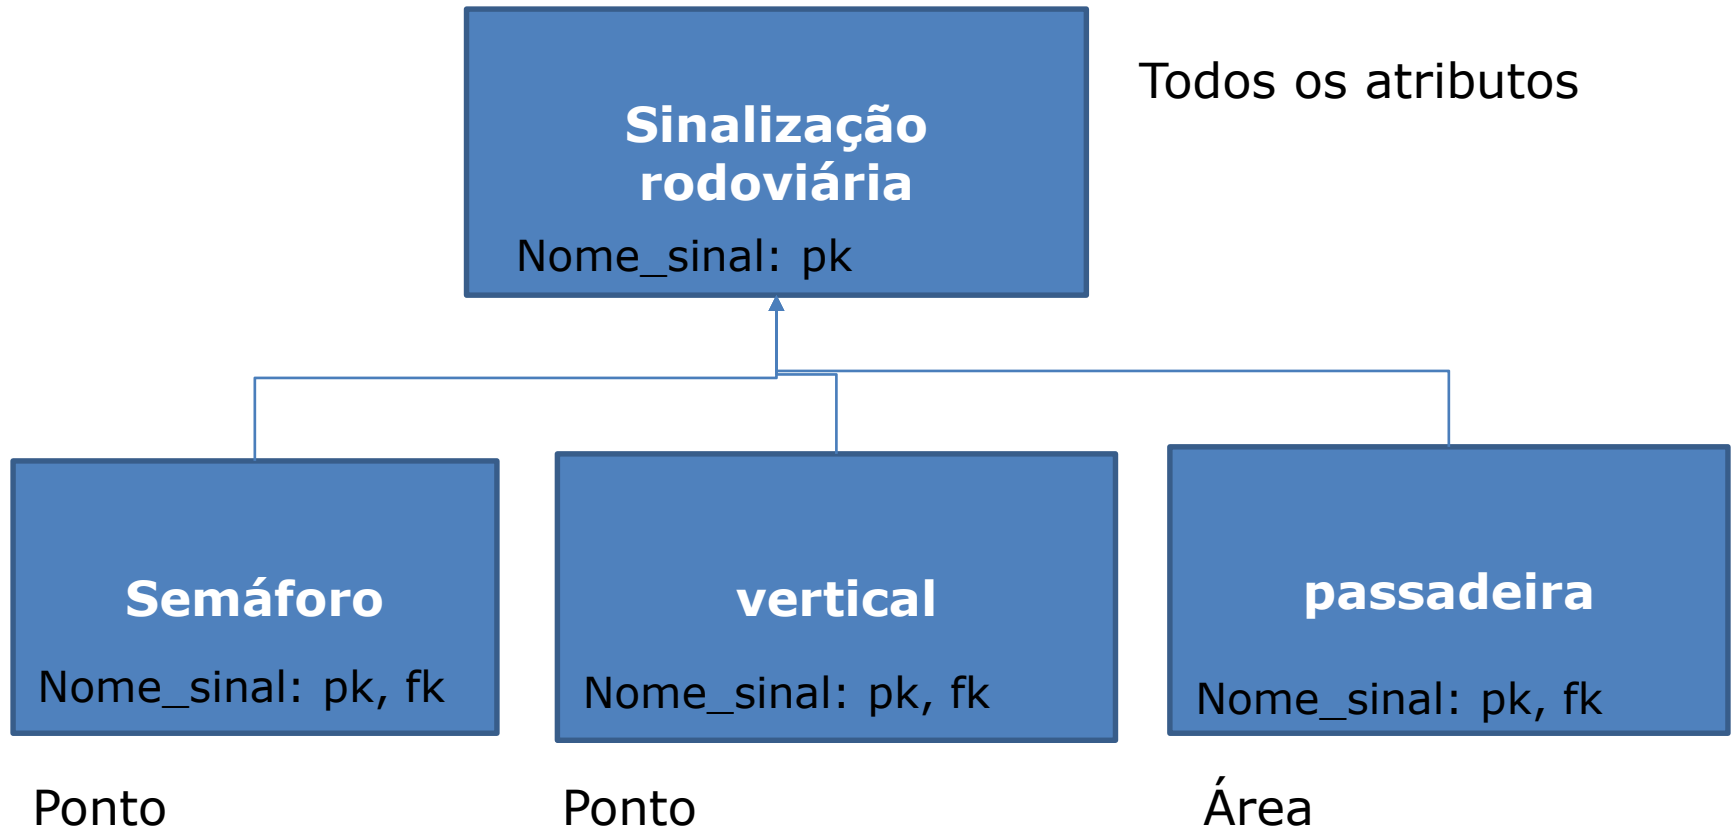 Todos os atributos
Sinalização
rodoviária
Nome_sinal: pk
Semáforo
Nome_sinal: pk, fk
vertical
Nome_sinal: pk, fk
passadeira
Nome_sinal: pk, fk
Ponto
Ponto
Área